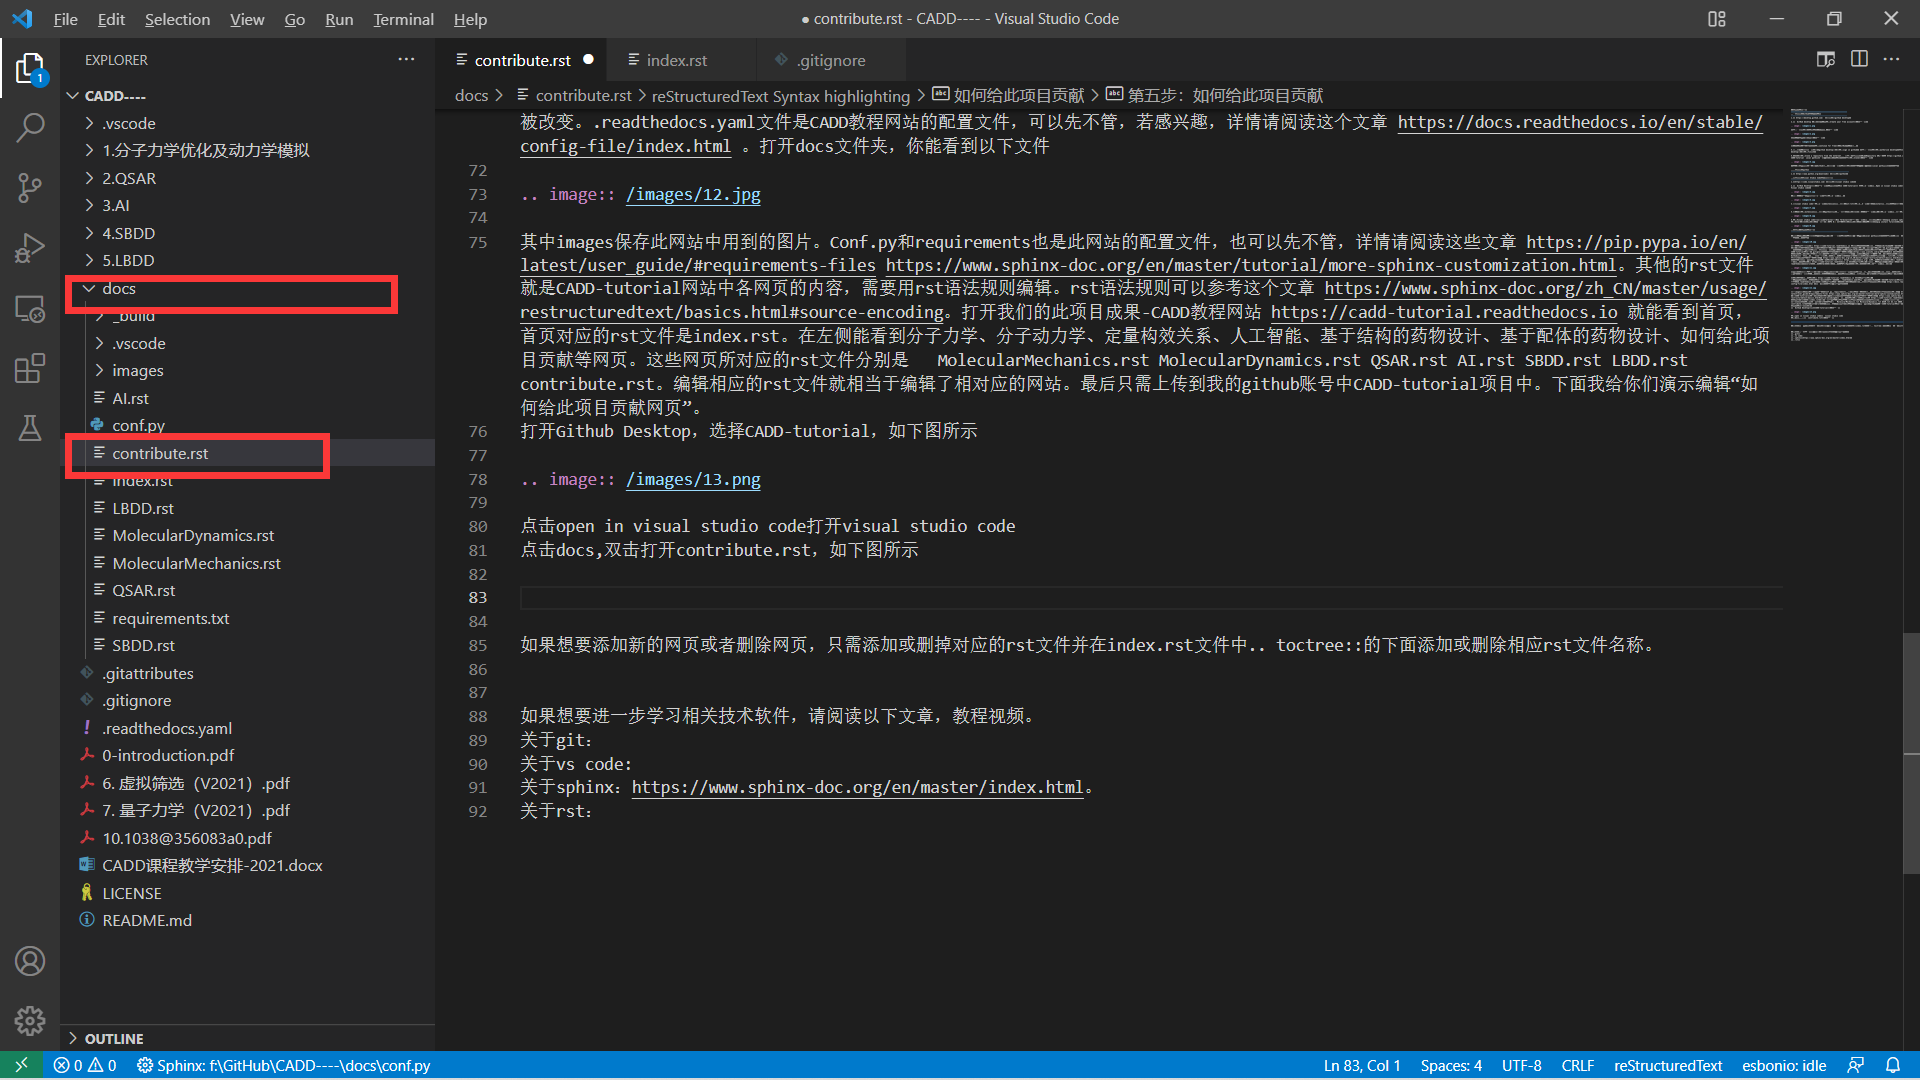 File Edit Selection View Go Run Terminal Help
● contribute.rst - CADD---- - Visual Studio Code
EXPLORER
CADD----
.vscode
1.分子力学优化及动力学模拟
2.QSAR
3.AI
4.SBDD
5.LBDD
docs
_build
.vscode
images
AI.rst
conf.py
contribute.rst
index.rst
LBDD.rst
MolecularDynamics.rst
MolecularMechanics.rst
QSAR.rst
requirements.txt
SBDD.rst
.gitattributes
.gitignore
.readthedocs.yaml
0-introduction.pdf
6. 虚拟筛选（V2021）.pdf
7. 量子力学（V2021）.pdf
10.1038@356083a0.pdf
CADD课程教学安排-2021.docx
LICENSE
README.md
OUTLINE
contribute.rst index.rst .gitignore
docs > contribute.rst > reStructuredText Syntax highlighting > 如何给此项目贡献 > 第五步：如何给此项目贡献
被改变。.readthedocs.yaml文件是CADD教程网站的配置文件，可以先不管，若感兴趣，详情请阅读这个文章 https://docs.readthedocs.io/en/stable/
config-file/index.html 。打开docs文件夹，你能看到以下文件
72
73 .. image:: /images/12.jpg
74
75 其中images保存此网站中用到的图片。Conf.py和requirements也是此网站的配置文件，也可以先不管，详情请阅读这些文章 https://pip.pypa.io/en/
latest/user_guide/#requirements-files https://www.sphinx-doc.org/en/master/tutorial/more-sphinx-customization.html。其他的rst文件
就是CADD-tutorial网站中各网页的内容，需要用rst语法规则编辑。rst语法规则可以参考这个文章 https://www.sphinx-doc.org/zh_CN/master/usage/
restructuredtext/basics.html#source-encoding。打开我们的此项目成果-CADD教程网站 https://cadd-tutorial.readthedocs.io 就能看到首页，
首页对应的rst文件是index.rst。在左侧能看到分子力学、分子动力学、定量构效关系、人工智能、基于结构的药物设计、基于配体的药物设计、如何给此项
目贡献等网页。这些网页所对应的rst文件分别是 MolecularMechanics.rst MolecularDynamics.rst QSAR.rst AI.rst SBDD.rst LBDD.rst
contribute.rst。编辑相应的rst文件就相当于编辑了相对应的网站。最后只需上传到我的github账号中CADD-tutorial项目中。下面我给你们演示编辑“如
何给此项目贡献网页”。
76 打开Github Desktop，选择CADD-tutorial，如下图所示
77
78 .. image:: /images/13.png
79
80 点击open in visual studio code打开visual studio code
81 点击docs,双击打开contribute.rst，如下图所示
82
83
84
85 如果想要添加新的网页或者删除网页，只需添加或删掉对应的rst文件并在index.rst文件中.. toctree::的下面添加或删除相应rst文件名称。
86
87
88 如果想要进一步学习相关技术软件，请阅读以下文章，教程视频。
89 关于git：
90 关于vs code:
91 关于sphinx：https://www.sphinx-doc.org/en/master/index.html。
92 关于rst：
1
0 0 Sphinx: f:\GitHub\CADD----\docs\conf.py
Ln 83, Col 1 Spaces: 4 UTF-8 CRLF reStructuredText esbonio: idle